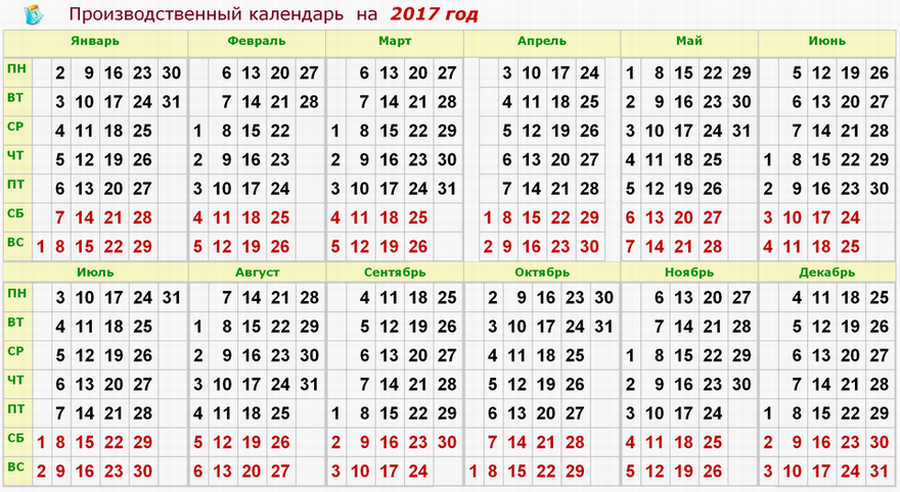 Производственный календарь на 2017 год
Январь Февраль Март Апрель Май Июнь
ПН 2 9 16 23 30 6 13 20 27 6 13 20 27 3 10 17 24 1 8 15 22 29 5 12 19 26
ВТ 3 10 17 24 31 7 14 21 28 7 14 21 28 4 11 18 25 2 9 16 23 30 6 13 20 27
СР 4 11 18 25 1 8 15 22 1 8 15 22 29 5 12 19 26 3 10 17 24 31 7 14 21 28
ЧТ 5 12 19 26 2 9 16 23 2 9 16 23 30 6 13 20 27 4 11 18 25 1 8 15 22 29
ПТ 6 13 20 27 3 10 17 24 3 10 17 24 31 7 14 21 28 5 12 19 26 2 9 16 23 30
СБ 7 14 21 28 4 11 18 25 4 11 18 25 1 8 15 22 29 6 13 20 27 3 10 17 24
ВС 1 8 15 22 29 5 12 19 26 5 12 19 26 2 9 16 23 30 7 14 21 28 4 11 18 25
Июль Август Сентябрь Октябрь Ноябрь Декабрь
ПН 3 10 17 24 31 7 14 21 28 4 11 18 25 2 9 16 23 30 6 13 20 27 4 11 18 25
ВТ 4 11 18 25 1 8 15 22 29 5 12 19 26 3 10 17 24 31 7 14 21 28 5 12 19 26
СР 5 12 19 26 2 9 16 23 30 6 13 20 27 4 11 18 25 1 8 15 22 29 6 13 20 27
ЧТ 6 13 20 27 3 10 17 24 31 7 14 21 28 5 12 19 26 2 9 16 23 30 7 14 21 28
ПТ 7 14 21 28 4 11 18 25 1 8 15 22 29 6 13 20 27 3 10 17 24 1 8 15 22 29
СБ 1 8 15 22 29 5 12 19 26 2 9 16 23 30 7 14 21 28 4 11 18 25 2 9 16 23 30
ВС 2 9 16 23 30 6 13 20 27 3 10 17 24 1 8 15 22 29 5 12 19 26 3 10 17 24 31